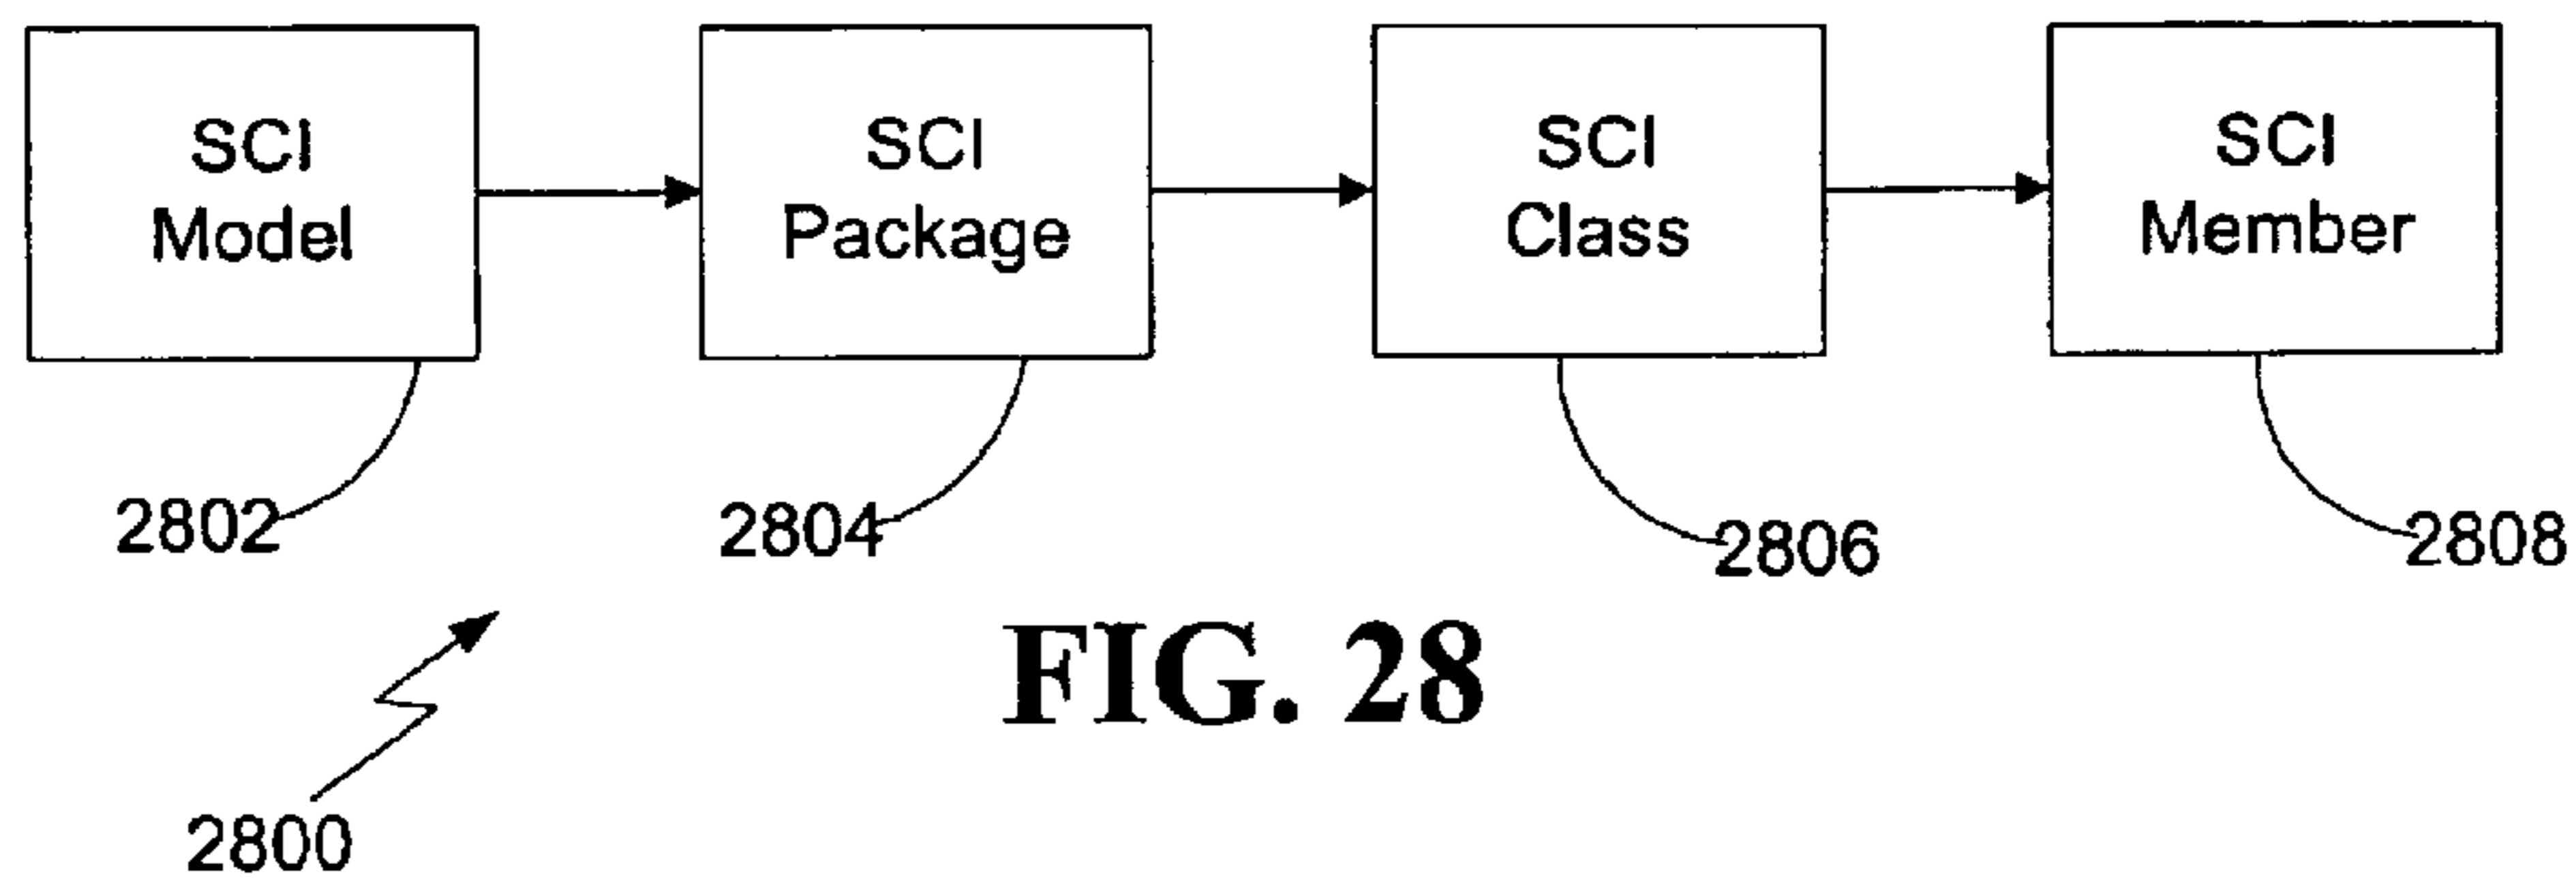 SCI
Model
SCI
Package
SCI
Class
SCI
Member
2802
2804
2806
2808
FIG. 28
2800